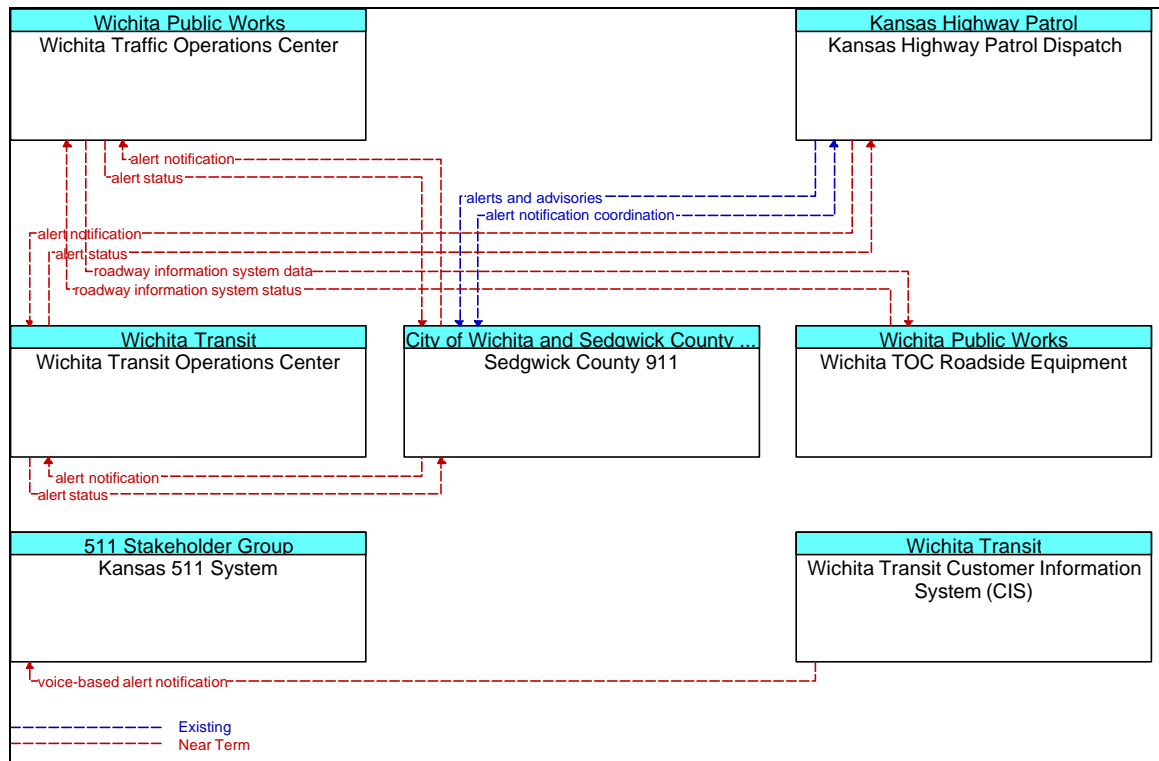 Wichita Public Works
Wichita Traffic Operations Center
Kansas Highway Patrol
Kansas Highway Patrol Dispatch
alert notification
alert status
alerts and advisories
alert notification coordination
alert notification
alert status
roadway information system data
roadway information system status
Wichita Transit
Wichita Transit Operations Center
City of Wichita and Sedgwick County ...
Sedgwick County 911
Wichita Public Works
Wichita TOC Roadside Equipment
alert notification
alert status
511 Stakeholder Group
Kansas 511 System
Wichita Transit
Wichita Transit Customer Information
System (CIS)
voice-based alert notification
Existing
Near Term